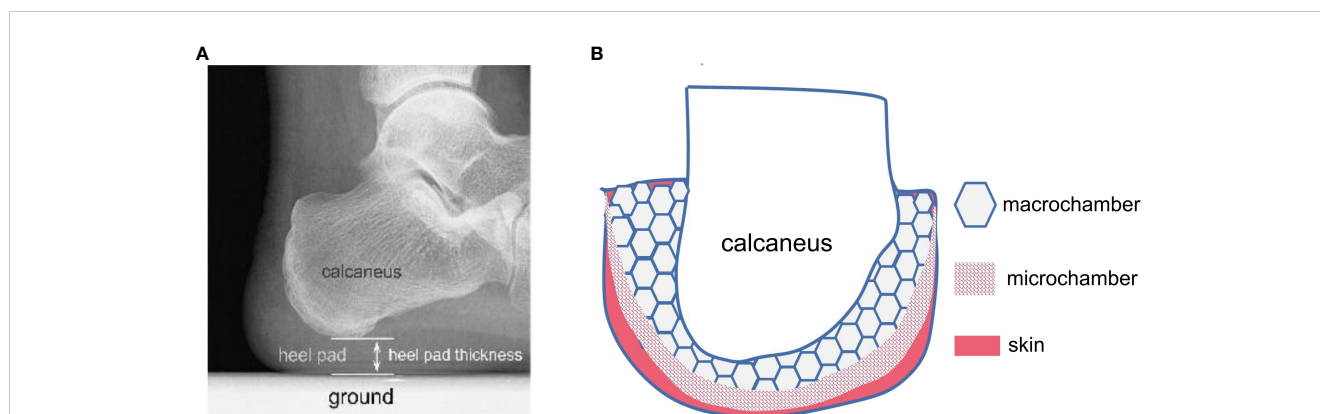 A
B
calcaneus
heel pad
heel pad thickness
ground
calcaneus
macrochamber
microchamber
skin